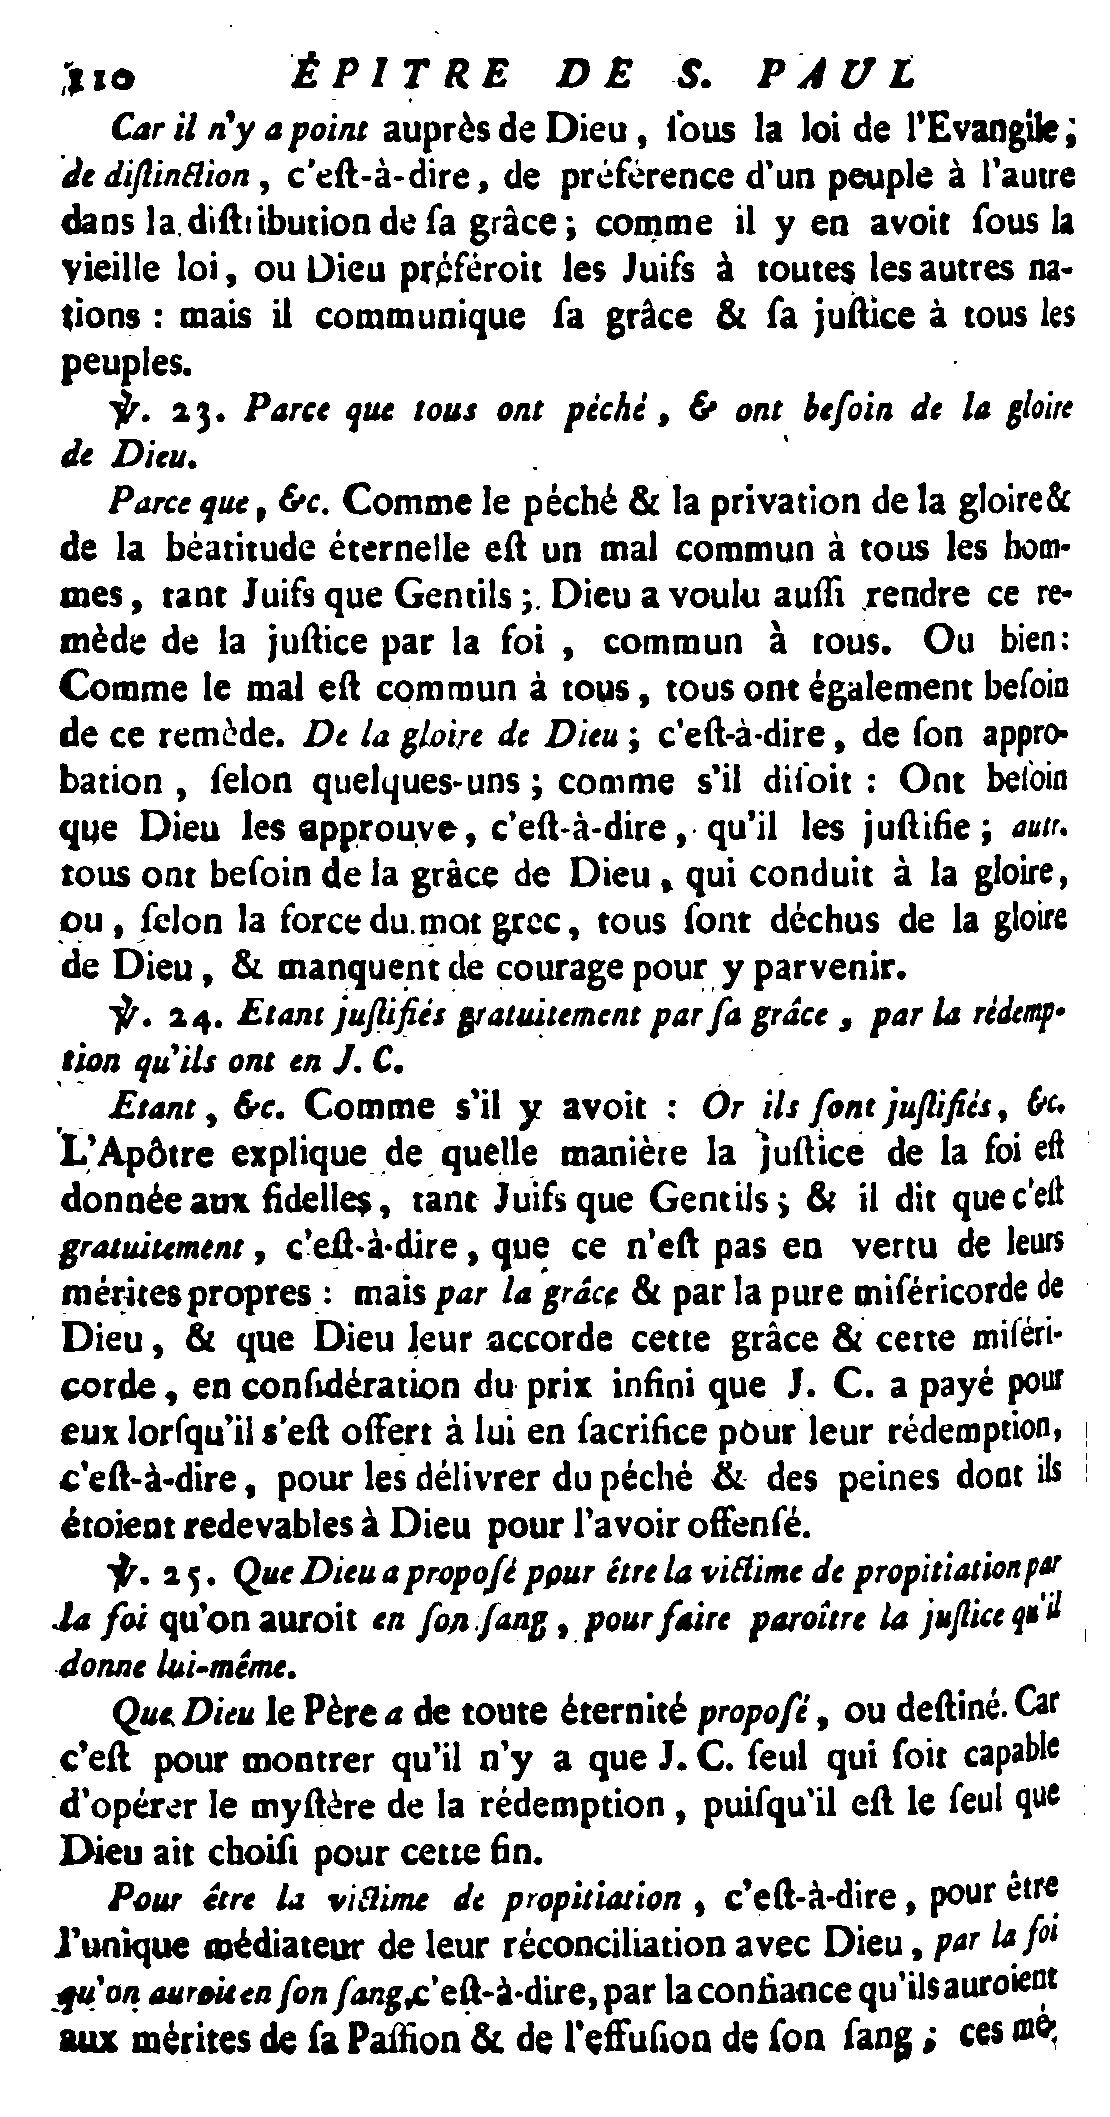 110 ÉPITRE DE S. PAUL
Car il n'y a point auprès de Dieu, ſous la loi de l'Evangile;
de diſtinction, c'eſt-à-dire, de préférence d'un peuple à l'autre
dans la diſtribution de ſa grâce; comme il y en avoit ſous la
vieille loi, ou Dieu préféroit les Juifs à toutes les autres na-
tions : mais il communique ſa grâce & ſa juſtice à tous les
peuples.
℣. 23. Parce que tous ont péché, & ont beſoin de la gloire
de Dieu.
Parce que, &c. Comme le péché & la privation de la gloire &
de la béatitude éternelle eſt un mal commun à tous les hom-
mes, tant Juifs que Gentils; Dieu a voulu auſſi rendre ce re-
mède de la juſtice par la foi, commun à tous. Ou bien:
Comme le mal eſt commun à tous, tous ont également beſoin
de ce remède. De la gloire de Dieu; c'eſt-à-dire, de ſon appro-
bation, ſelon quelques-uns; comme s'il diſoit : Ont beſoin
que Dieu les approuve, c'eſt-à-dire, qu'il les juſtifie; autr.
tous ont beſoin de la grâce de Dieu, qui conduit à la gloire,
ou, ſelon la force du mot grec, tous ſont déchus de la gloire
de Dieu, & manquent de courage pour y parvenir.
℣. 24. Etant juſtifiés gratuitement par ſa grâce, par la rédemp-
tion qu'ils ont en J. C.
Etant, &c. Comme s'il y avoit : Or ils ſont juſtifiés, &c.
L'Apôtre explique de quelle manière la juſtice de la foi eſt
donnée aux fidelles, tant Juifs que Gentils; & il dit que c'eſt
gratuitement, c'eſt-à-dire, que ce n'eſt pas en vertu de leurs
mérites propres : mais par la grâce & par la pure miſéricorde de
Dieu, & que Dieu leur accorde cette grâce & cette miſéri-
corde, en conſidération du prix infini que J. C. a payé pour
eux lorſqu'il s'eſt offert à lui en ſacrifice pour leur rédemption,
c'eſt-à-dire, pour les délivrer du péché & des peines dont ils
étoient redevables à Dieu pour l'avoir offenſé.
℣. 25. Que Dieu a propoſé pour être la victime de propitiation par
la foi qu'on auroit en ſon ſang, pour faire paroître la juſtice qu'il
donne lui-même.
Que Dieu le Père a de toute éternité propoſé, ou deſtiné. Car
c'eſt pour montrer qu'il n'y a que J. C. ſeul qui ſoit capable
d'opérer le myſtère de la rédemption, puiſqu'il eſt le ſeul que
Dieu ait choiſi pour cette fin.
Pour être la victime de propitiation, c'eſt-à-dire, pour être
l'unique médiateur de leur réconciliation avec Dieu, par la foi
qu'on auroit en ſon ſang, c'eſt-à-dire, par la confiance qu'ils auroient
aux mérites de ſa Paſſion & de l'effuſion de ſon ſang; ces mé-